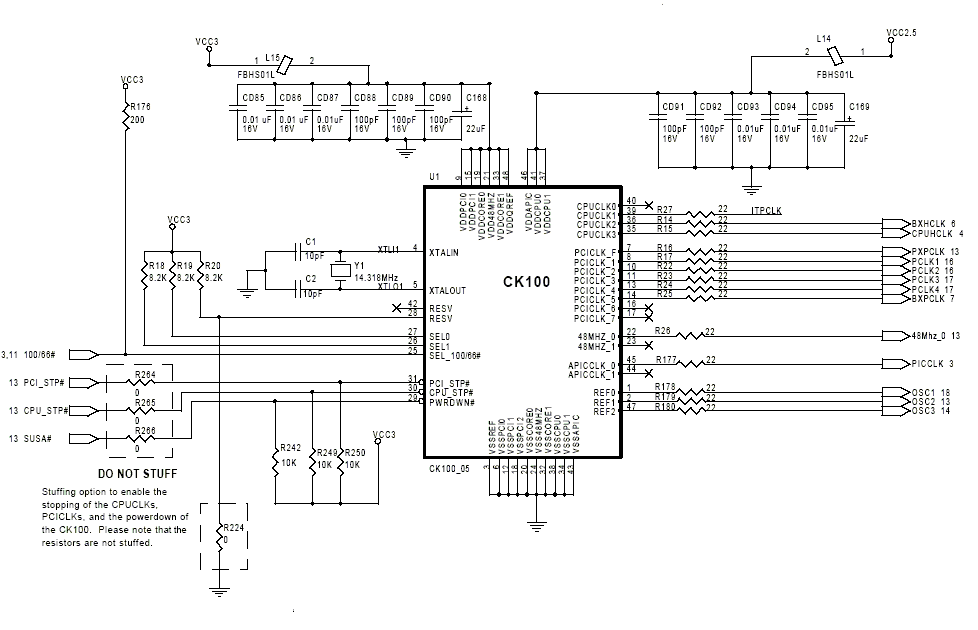 VCC3
L15
1 2
FBHS01L
L14
2 1
FBHS01L
VCC2.5
VCC3
R176
200
CD85 CD86 CD87 CD88 CD89 CD90 C168
0.01 uF 0.01 uF 0.01uF 100pF 100pF 100pF 22uF
16V 16V 16V 16V 16V 16V
CD91 CD92 CD93 CD94 CD95 C169
100pF 100pF 0.01uF 0.01uF 0.01uF 22uF
16V 16V 16V 16V 16V
U1
9 15 19 21 33 48 46 41 37
VDDPCI0 VDDPCI1 VDDCORE0 VDD48MHZ VDDCORE1 VDDQREF VDDAPIC VDDCPU0 VDDCPU1
CK100
VCC3
R18 R19 R20
8.2K 8.2K 8.2K
C1
10pF
C2
10pF
Y1
14.318MHz
XTLI1 4 XTALIN
XTLO1 5 XTALOUT
42 RESV
28 RESV
27 SEL0
26 SEL1
25 SEL_100/66#
31 PCI_STP#
30 CPU_STP#
29 PWRDWN#
CPUCLK0 40
CPUCLK1 39 R27 22 ITPCLK
CPUCLK2 36 R14 22 BXHCLK 6
CPUCLK3 35 R15 22 CPUHCLK 4
PCICLK_F 7 R16 22 PXPCLK 13
PCICLK_1 8 R17 22 PCLK1 16
PCICLK_2 10 R22 22 PCLK2 16
PCICLK_3 11 R23 22 PCLK3 17
PCICLK_4 13 R24 22 PCLK4 17
PCICLK_5 14 R25 22 BXPCLK 7
PCICLK_6 16
PCICLK_7 17
48MHZ_0 22 R26 22 48Mhz_0 13
48MHZ_1 23
APICCLK_0 45 R177 22 PICCLK 3
APICCLK_1 44
REF0 1 R178 22 OSC1 18
REF1 2 R179 22 OSC2 13
REF2 47 R180 22 OSC3 14
3,11 100/66#
13 PCI_STP# R264 0
13 CPU_STP# R265 0
13 SUSA# R266 0
R242 R249 R250
10K 10K 10K
VCC3
VSSREF VSSPCI0 VSSPCI1 VSSPCI2 VSSCORE0 VSS48MHZ VSSCORE1 VSSCPU0 VSSCPU1 VSSAPIC
CK100_05
3 6 12 18 20 24 32 38 34 43
DO NOT STUFF
Stuffing option to enable the
stopping of the CPUCLKs,
PCICLKs, and the powerdown of
the CK100. Please note that the
resistors are not stuffed.
R224
0